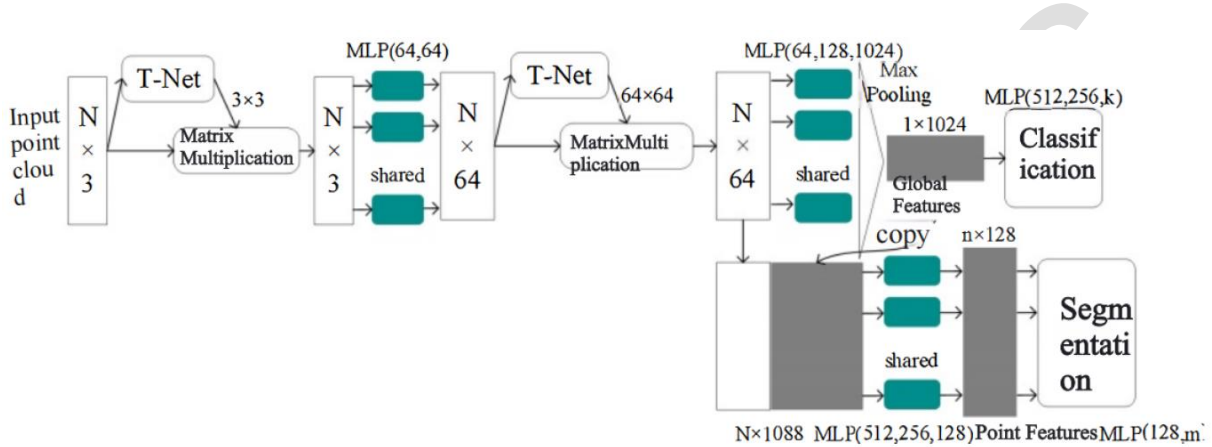 Input
point
clou
d
N
×
3
T-Net
3×3
Matrix
Multiplication
N
×
3
MLP(64,64)
shared
N
×
64
T-Net
64×64
MatrixMulti
plication
N
×
64
MLP(64,128,1024)
shared
Max
Pooling
1×1024
Global
Features
MLP(512,256,k)
Classif
ication
copy
n×128
shared
Segm
entati
on
N×1088
MLP(512,256,128)
Point Features
MLP(128,m